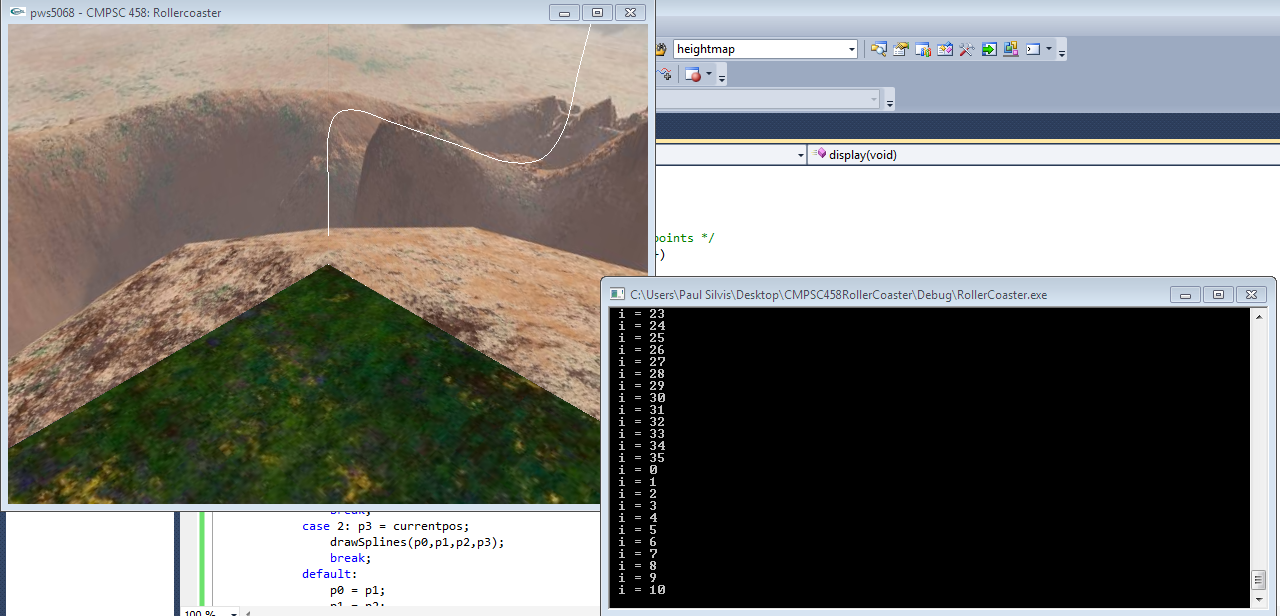 pws5068 - CMPSC 458: Rollercoaster
heightmap
display(void)
points */
)
C:\Users\Paul Silvis\Desktop\CMPSC458RollerCoaster\Debug\RollerCoaster.exe
i = 23
i = 24
i = 25
i = 26
i = 27
i = 28
i = 29
i = 30
i = 31
i = 32
i = 33
i = 34
i = 35
i = 0
i = 1
i = 2
i = 3
i = 4
i = 5
i = 6
i = 7
i = 8
i = 9
i = 10
break;
case 2: p3 = currentpos;
drawSplines(p0,p1,p2,p3);
break;
default:
p0 = p1;
p1 = p2;
100 %